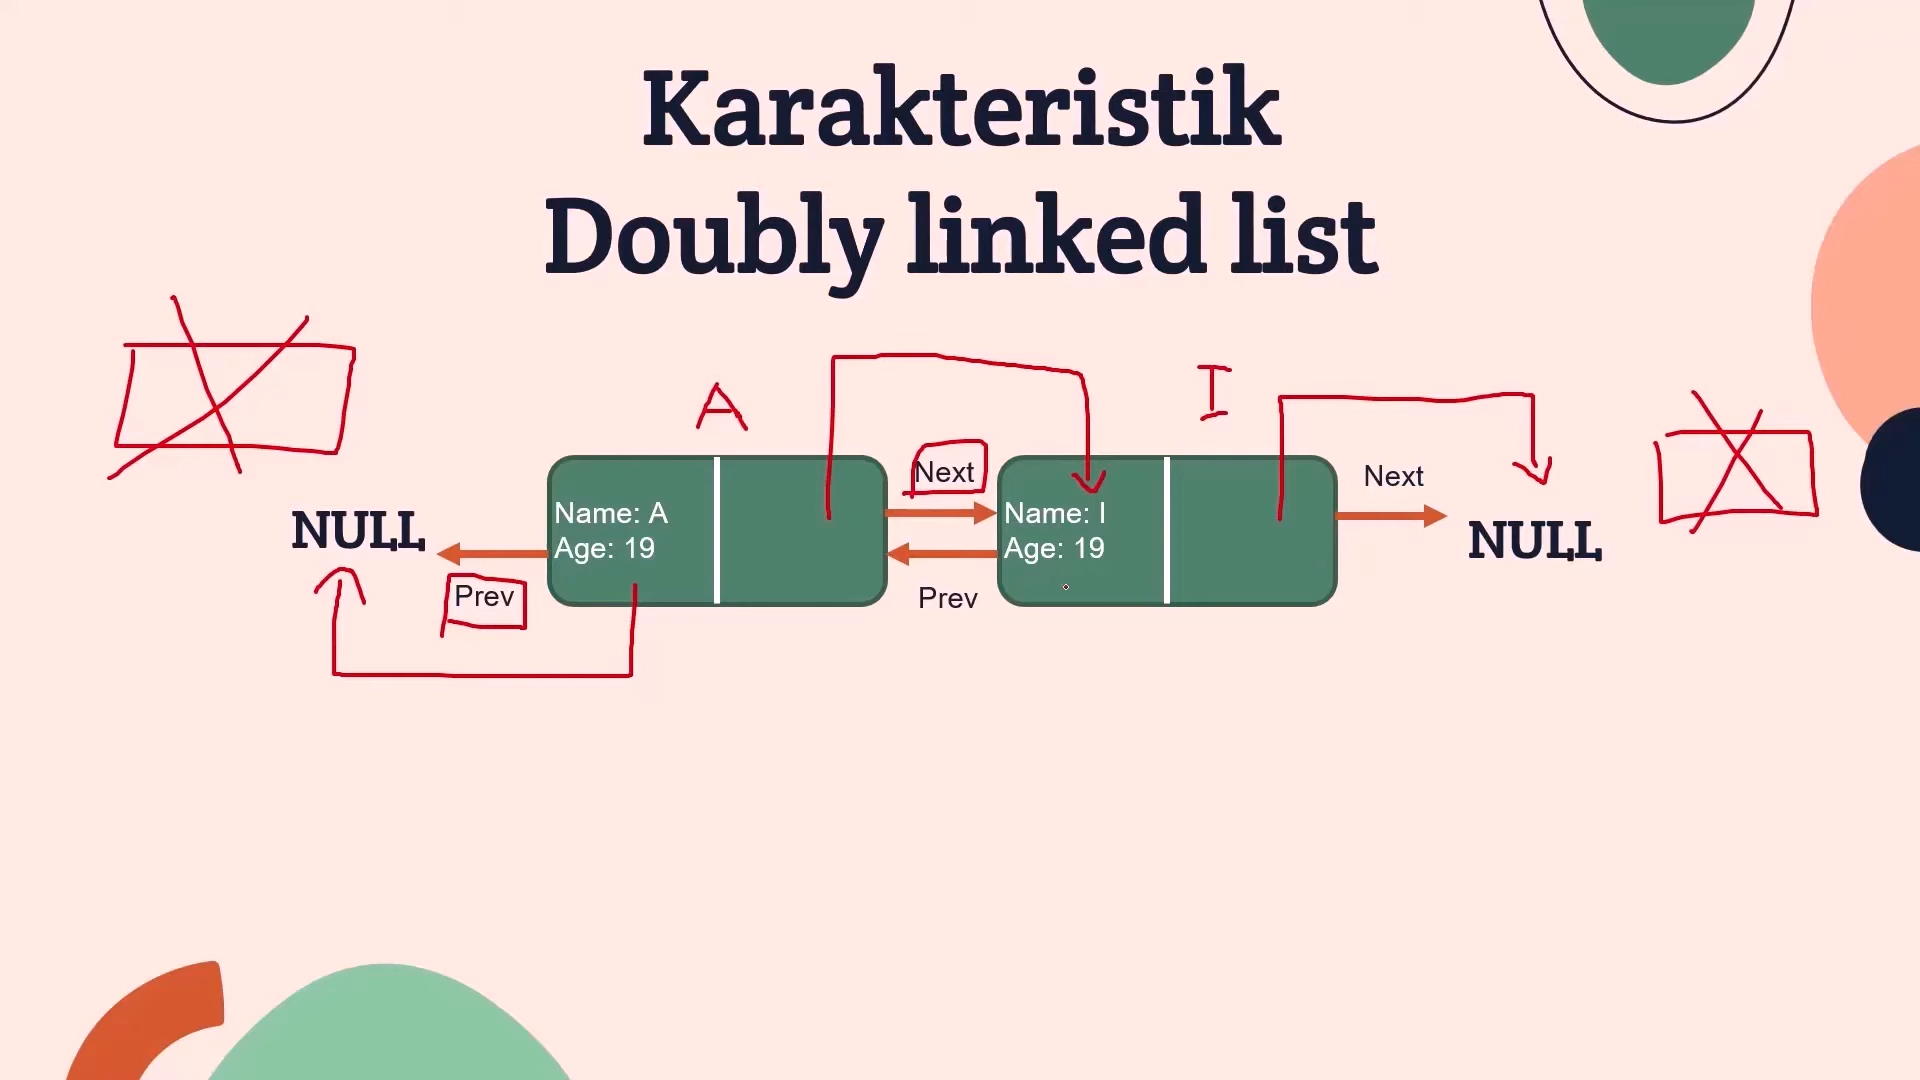 Karakteristik
Doubly linked list
A
I
Next
Next
Name: A
Age: 19
Name: I
Age: 19
NULL
NULL
Prev
Prev